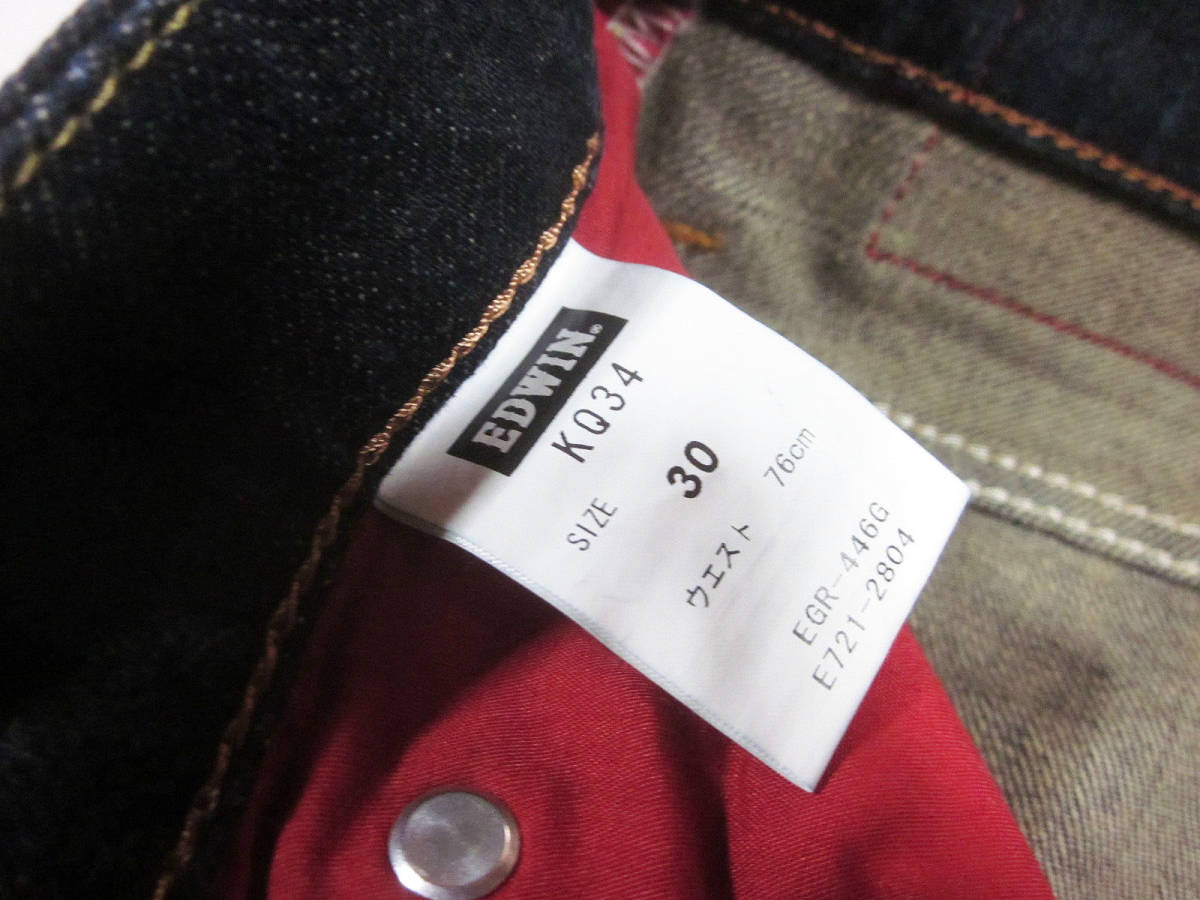 EDWIN®
KQ34
SIZE 30
ウエスト 76cm
EGR-446G
E721-2804